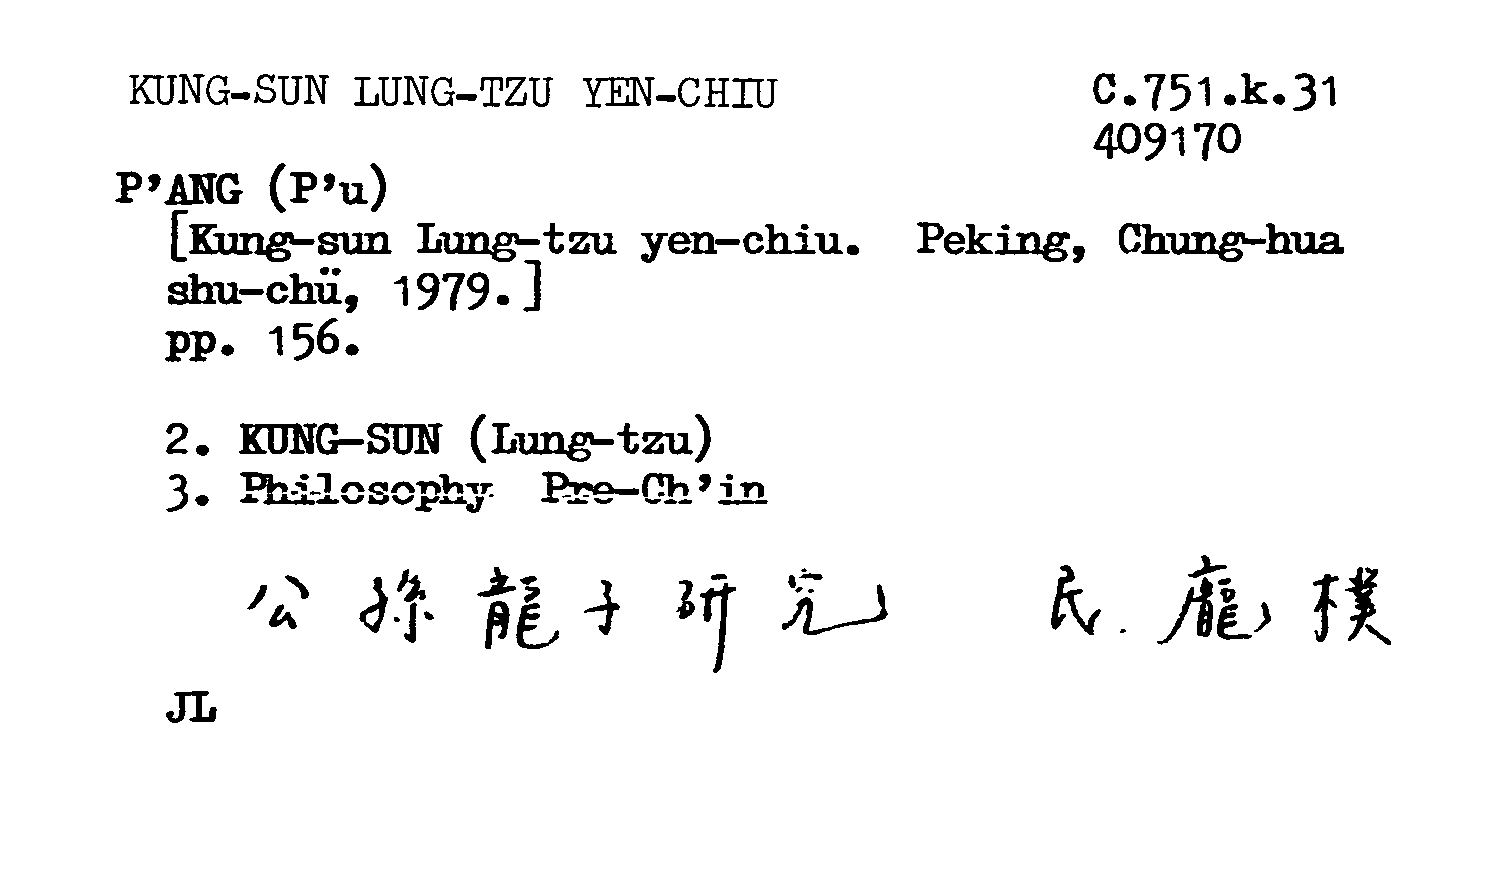 KUNG-SUN LUNG-TZU YEN-CHIU
C.751.k.31
409170
P'ANG (P'u)
[Kung-sun Lung-tzu yen-chiu. Peking, Chung-hua
shu-chü, 1979.]
pp. 156.
2. KUNG-SUN (Lung-tzu)
3. Philosophy Pre-Ch'in
公孫龍子研究 民.龐樸
JL